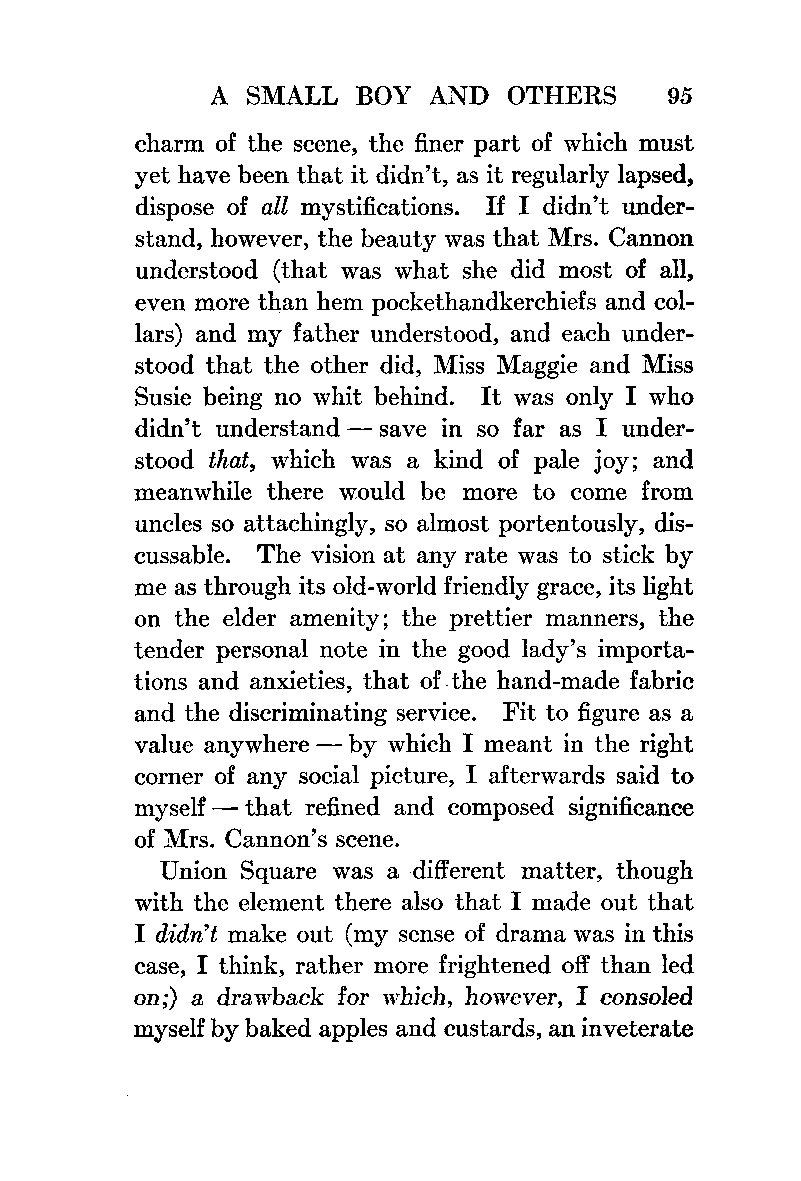 A SMALL BOY AND OTHERS 95
charm of the scene, the finer part of which must
yet have been that it didn't, as it regularly lapsed,
dispose of all mystifications. If I didn't under-
stand, however, the beauty was that Mrs. Cannon
understood (that was what she did most of all,
even more than hem pockethandkerchiefs and col-
lars) and my father understood, and each under-
stood that the other did, Miss Maggie and Miss
Susie being no whit behind. It was only I who
didn't understand — save in so far as I under-
stood that, which was a kind of pale joy; and
meanwhile there would be more to come from
uncles so attachingly, so almost portentously, dis-
cussable. The vision at any rate was to stick by
me as through its old-world friendly grace, its light
on the elder amenity; the prettier manners, the
tender personal note in the good lady's importa-
tions and anxieties, that of the hand-made fabric
and the discriminating service. Fit to figure as a
value anywhere — by which I meant in the right
corner of any social picture, I afterwards said to
myself — that refined and composed significance
of Mrs. Cannon's scene.
Union Square was a different matter, though
with the element there also that I made out that
I didn't make out (my sense of drama was in this
case, I think, rather more frightened off than led
on;) a drawback for which, however, I consoled
myself by baked apples and custards, an inveterate